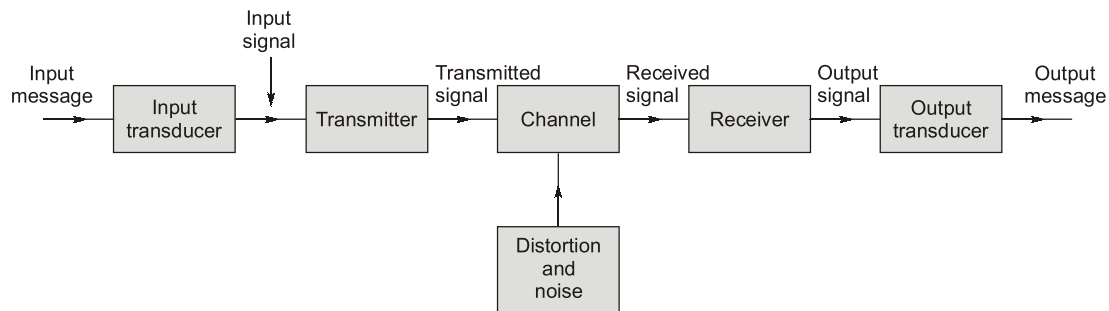 Input
signal
Input
message
Input
transducer
Transmitter
Transmitted
signal
Channel
Received
signal
Receiver
Output
signal
Output
transducer
Output
message
Distortion
and
noise